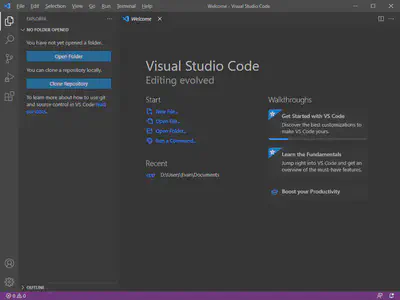 File Edit Selection View Go Run Terminal Help
Welcome - Visual Studio Code
EXPLORER
Welcome
NO FOLDER OPENED
You have not yet opened a folder.
Open Folder
You can clone a repository locally.
Clone Repository
To learn more about how to use git
and source control in VS Code read
our docs.
OUTLINE
Visual Studio Code
Editing evolved
Start
New File...
Open File...
Open Folder...
Run a Command...
Recent
app D:\Users\
Walkthroughs
Get Started with VS Code
Discover the best customizations to
make VS Code yours.
Learn the Fundamentals
Jump right into VS Code and get an
overview of the must-have features.
Boost your Productivity
0 0